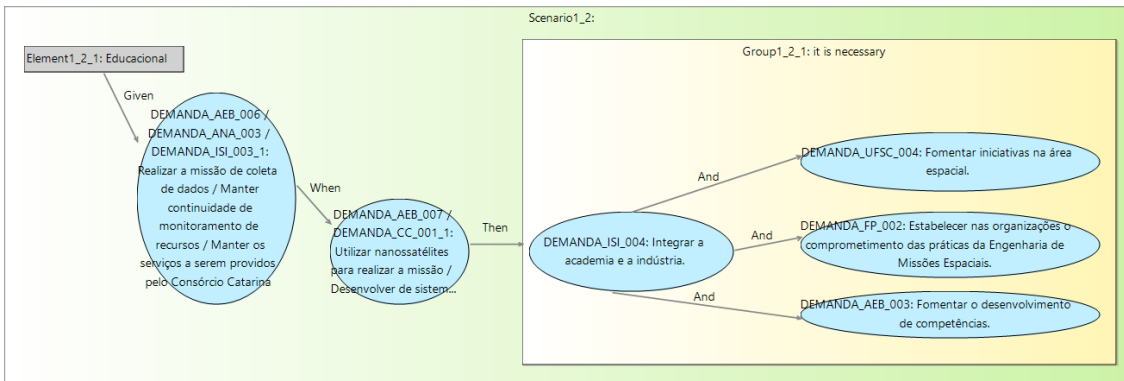 Scenario1_2:
Element1_2_1: Educacional
Given
DEMANDA_AEB_006 /
DEMANDA_ANA_003 /
DEMANDA_ISI_003_1:
Realizar a missão de coleta
de dados / Manter
continuidade de
monitoramento de
recursos / Manter os
serviços a serem providos
pelo Consórcio Catarina
When
DEMANDA_AEB_007 /
DEMANDA_CC_001_1:
Utilizar nanossatélites
para realizar a missão /
Desenvolver de sistem...
Then
Group1_2_1: it is necessary
DEMANDA_ISI_004: Integrar a
academia e a indústria.
And
DEMANDA_UFSC_004: Fomentar iniciativas na área
espacial.
And
DEMANDA_FP_002: Estabelecer nas organizações o
comprometimento das práticas da Engenharia de
Missões Espaciais.
And
DEMANDA_AEB_003: Fomentar o desenvolvimento
de competências.